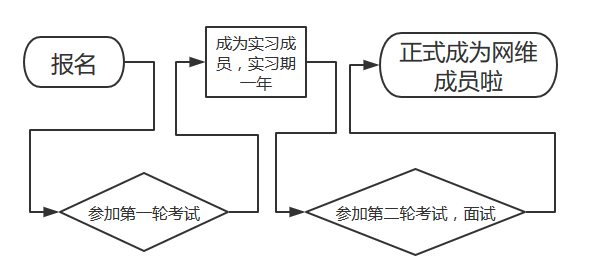 报名
参加第一轮考试
成为实习成
员，实习期
一年
参加第二轮考试，面试
正式成为网维
成员啦